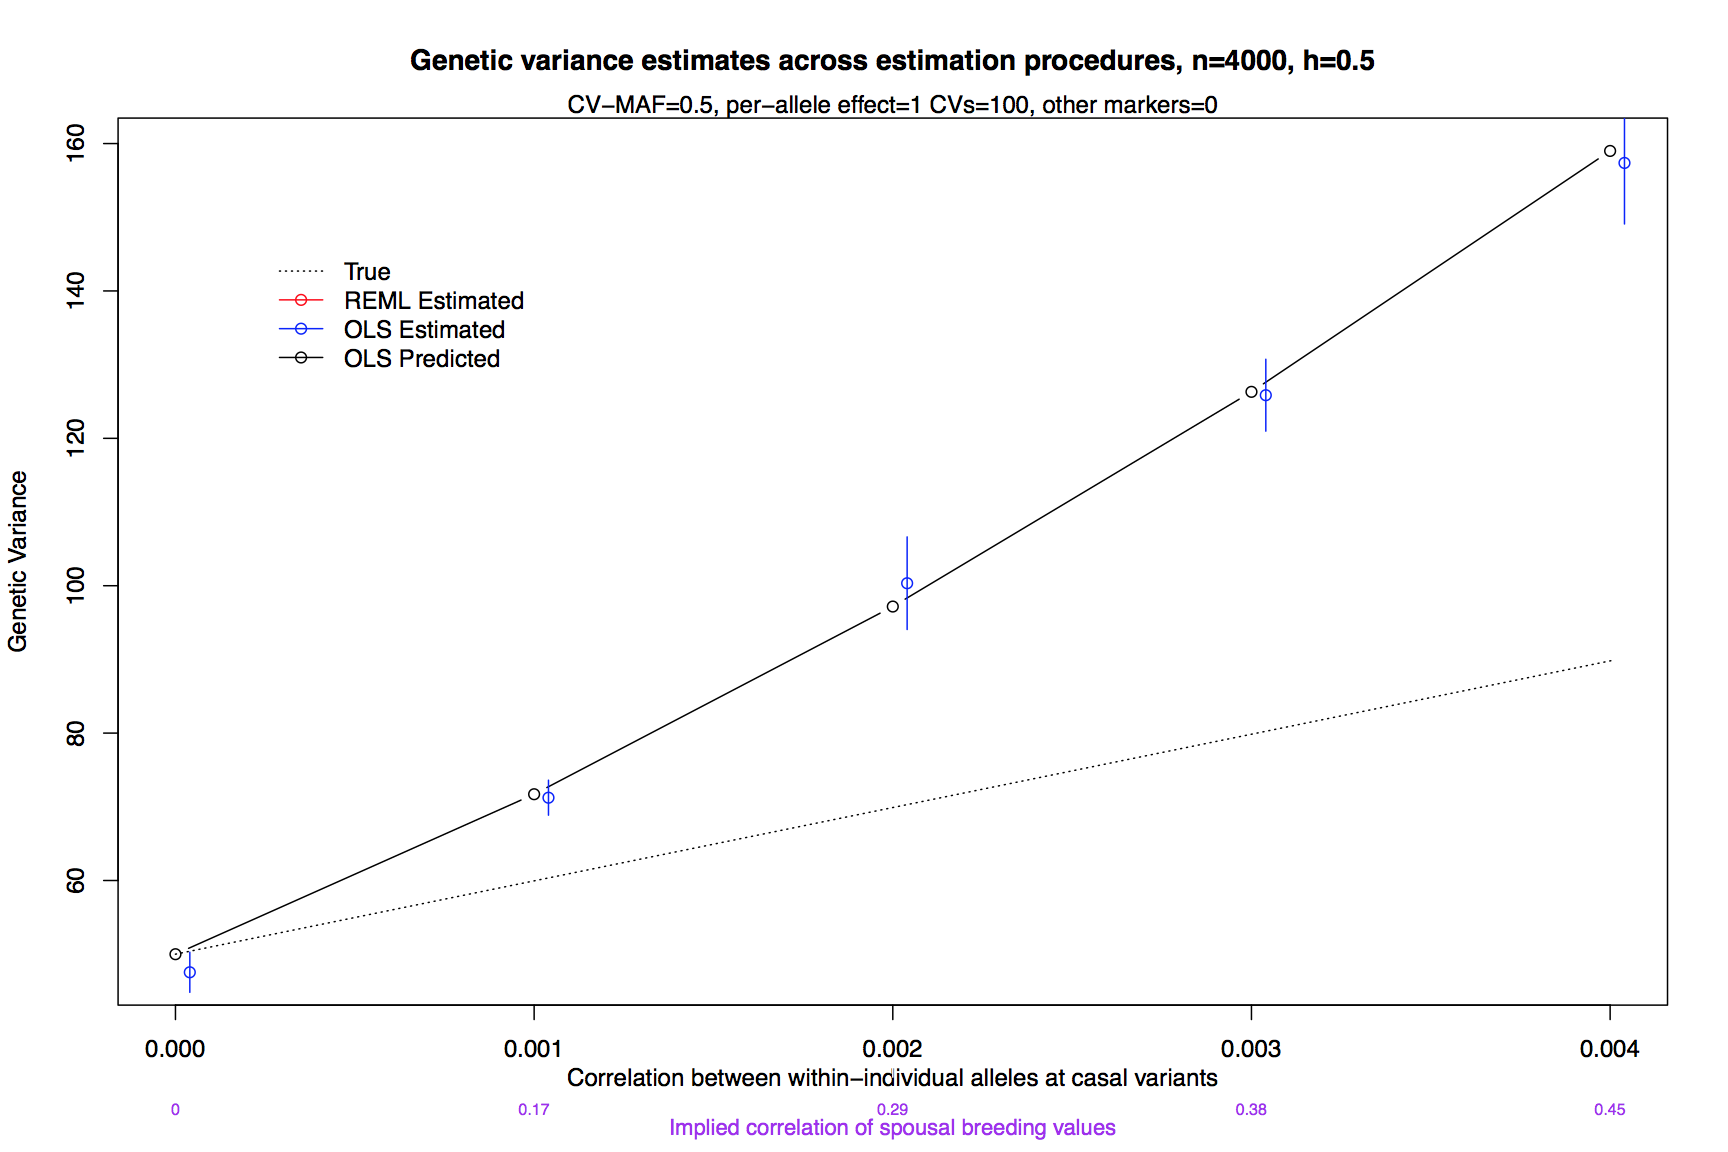 Genetic variance estimates across estimation procedures, n=4000, h=0.5
CV−MAF=0.5, per−allele effect=1 CVs=100, other markers=0
Genetic Variance
160
140
120
100
80
60
True
REML Estimated
OLS Estimated
OLS Predicted
0.000 0.001 0.002 0.003 0.004
Correlation between within−individual alleles at casal variants
0 0.17 0.29 0.38 0.45
Implied correlation of spousal breeding values